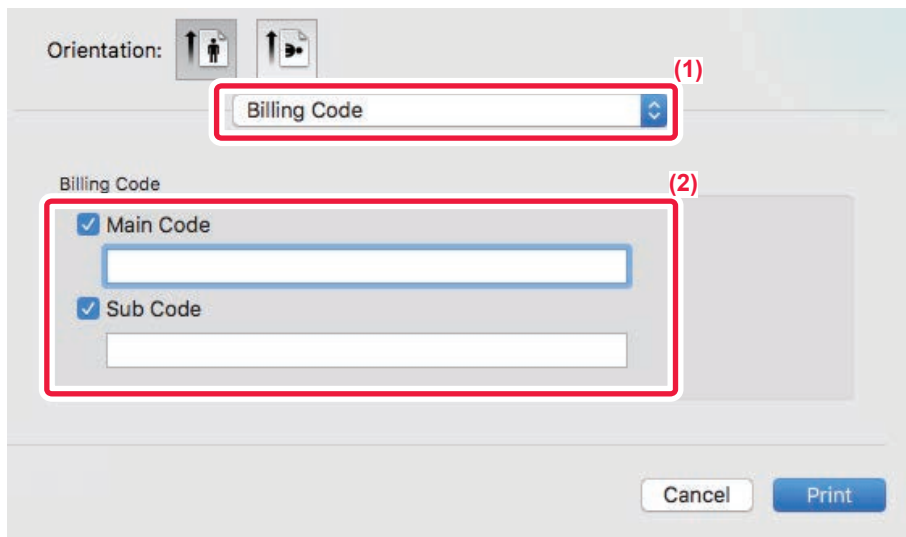 Orientation:
(1)
Billing Code
Billing Code
(2)
Main Code
Sub Code
Cancel Print